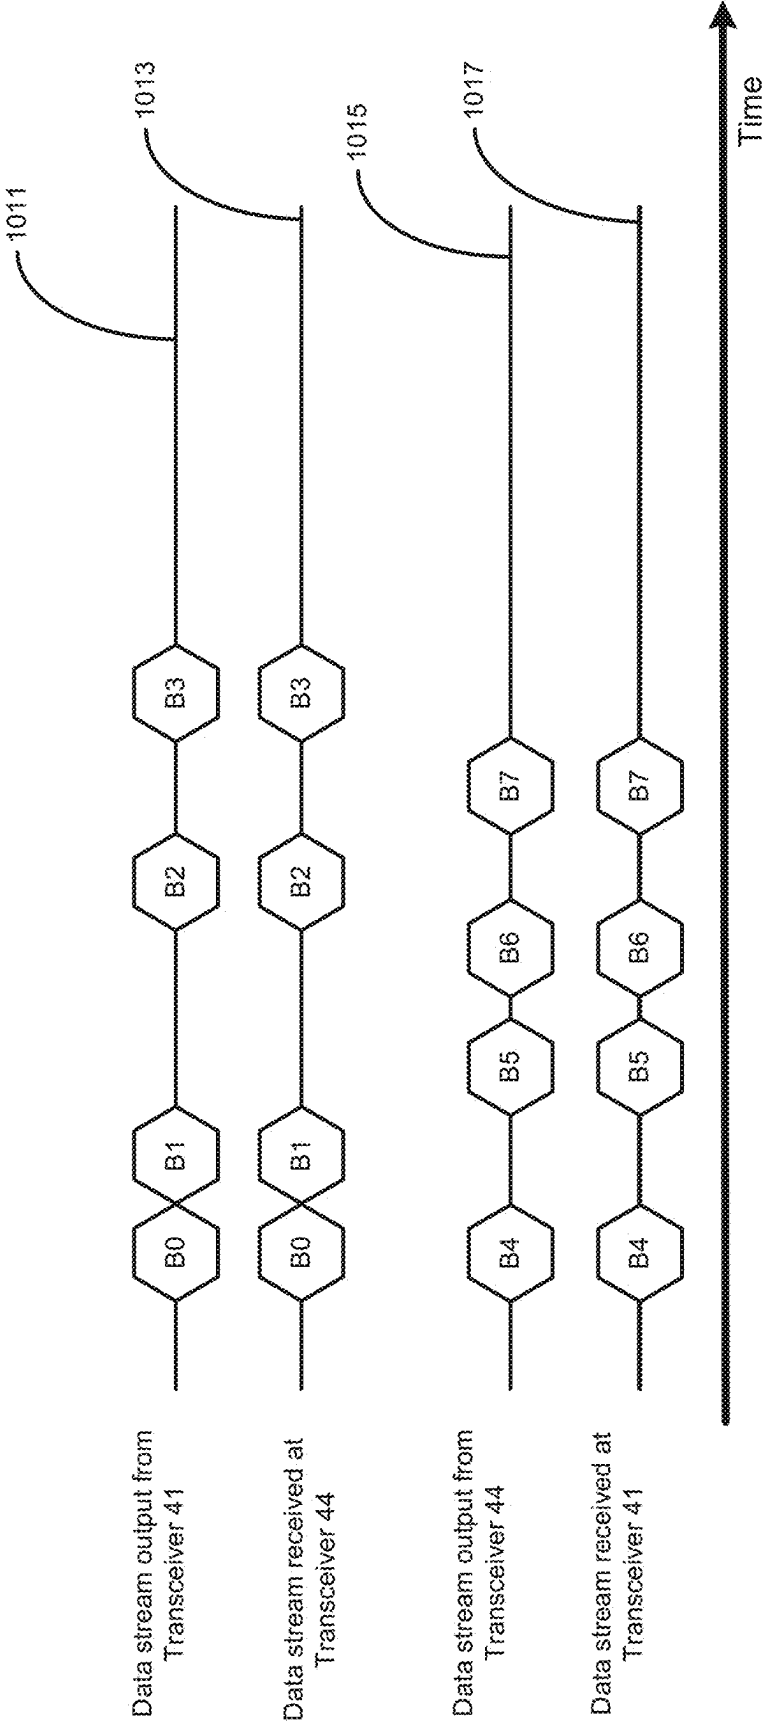 1011
1013
Data stream output from
Transceiver 41
B0 B1 B2 B3
Data stream received at
Transceiver 44
B0 B1 B2 B3
1015
1017
Data stream output from
Transceiver 44
B4 B5 B6 B7
Data stream received at
Transceiver 41
B4 B5 B6 B7
Time